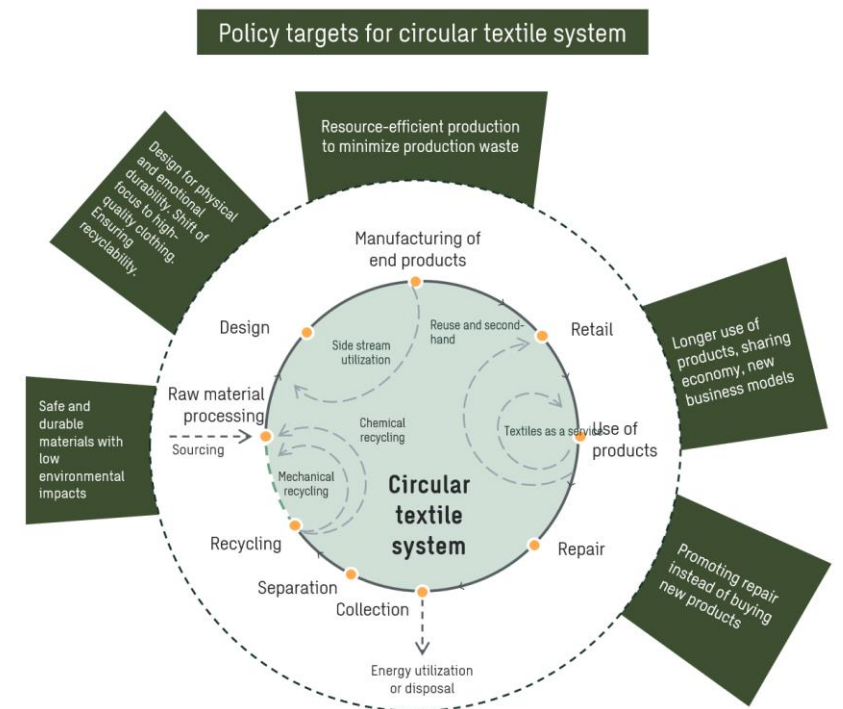 Policy targets for circular textile system
Resource-efficient production
to minimize production waste
Design for physical
and emotional
durability. Shift of
focus to high-
quality clothing.
Ensuring
recyclability.
Manufacturing of
end products
Design
Side stream
utilization
Reuse and second-
hand
Retail
Longer use of
products, sharing
economy, new
business models
Raw material
processing
Sourcing
Safe and
durable
materials with
low
environmental
impacts
Chemical
recycling
Textiles as a service
Use of
products
Mechanical
recycling
Circular
textile
system
Recycling
Repair
Promoting repair
instead of buying
new products
Separation
Collection
Energy utilization
or disposal